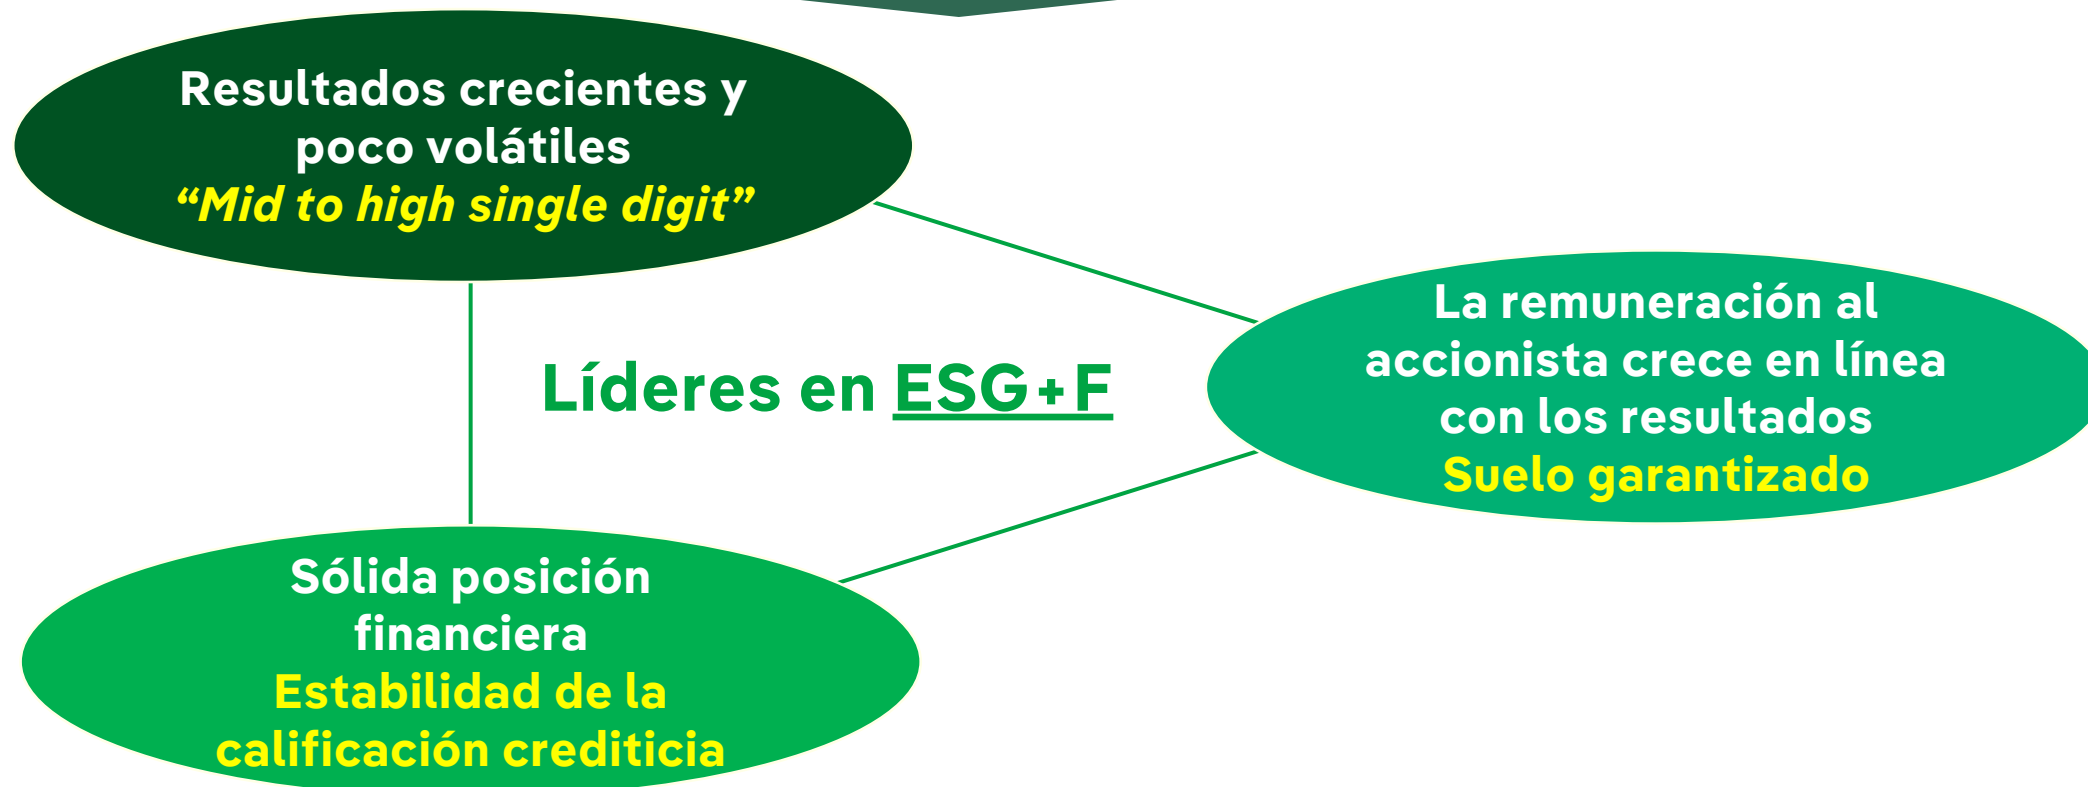 Resultados crecientes y
poco volátiles
“Mid to high single digit”
Líderes en ESG+F
La remuneración al
accionista crece en línea
con los resultados
Suelo garantizado
Sólida posición
financiera
Estabilidad de la
calificación crediticia